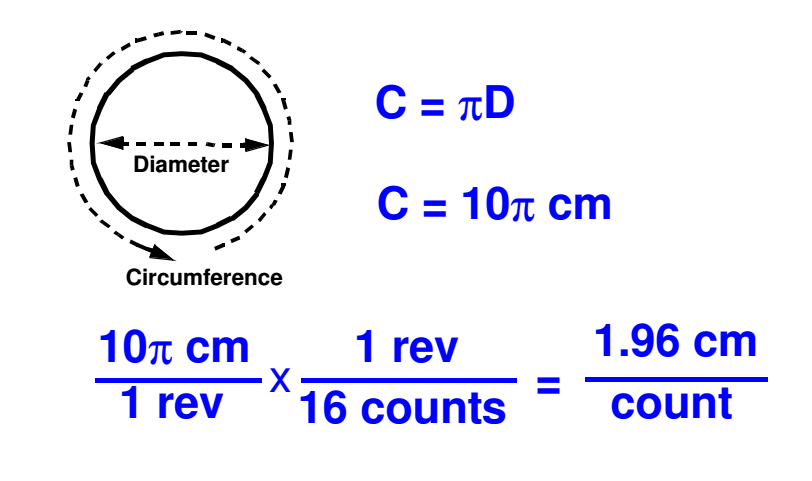 C = πD
Diameter
C = 10π cm
Circumference
10π cm / 1 rev x 1 rev / 16 counts = 1.96 cm / count